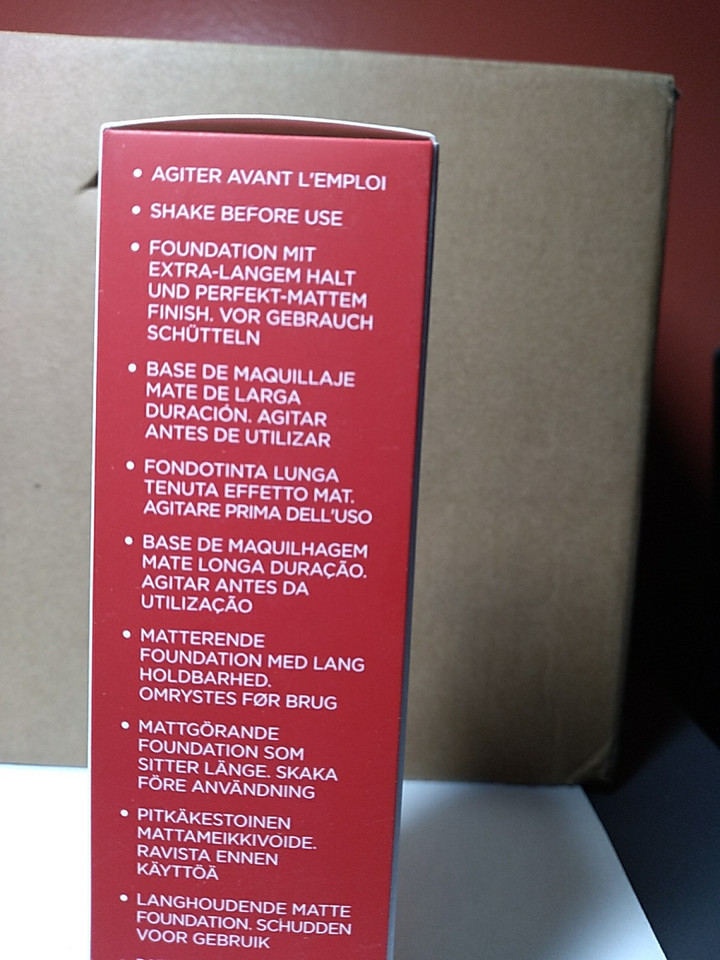 • AGITER AVANT L'EMPLOI
• SHAKE BEFORE USE
• FOUNDATION MIT
EXTRA-LANGEM HALT
UND PERFEKT-MATTEM
FINISH. VOR GEBRAUCH
SCHÜTTELN
• BASE DE MAQUILLAJE
MATE DE LARGA
DURACIÓN. AGITAR
ANTES DE UTILIZAR
• FONDOTINTA LUNGA
TENUTA EFFETTO MAT.
AGITARE PRIMA DELL'USO
• BASE DE MAQUILHAGEM
MATE LONGA DURAÇÃO.
AGITAR ANTES DA
UTILIZAÇÃO
• MATTERENDE
FOUNDATION MED LANG
HOLDBARHED.
OMRYSTES FØR BRUG
• MATTGÖRANDE
FOUNDATION SOM
SITTER LÄNGE. SKAKA
FÖRE ANVÄNDNING
• PITKÄKESTOINEN
MATTAMEIKKIVOIDE.
RAVISTA ENNEN
KÄYTTÖÄ
• LANGHOUDENDE MATTE
FOUNDATION. SCHUDDEN
VOOR GEBRUIK